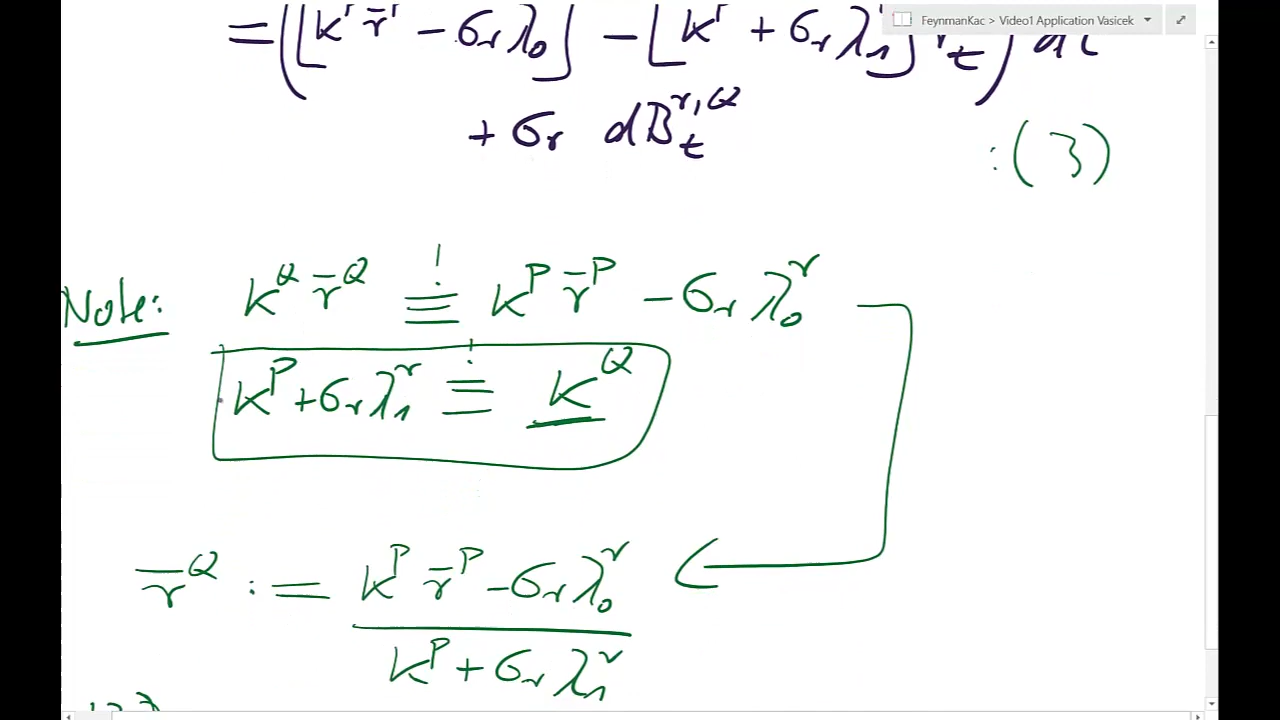 FeynmanKac > Video1 Application Vasicek
= ([κ^P r̄^P − σ_r λ_0] − [κ^P + σ_r λ_1^r] r_t) dt
+ σ_r dB_t^{r,Q}
: (3)
Note: κ^Q r̄^Q ≡! κ^P r̄^P − σ_r λ_0^r
κ^P + σ_r λ_1^r ≡! κ^Q
r̄^Q := κ^P r̄^P − σ_r λ_0^r
κ^P + σ_r λ_1^r